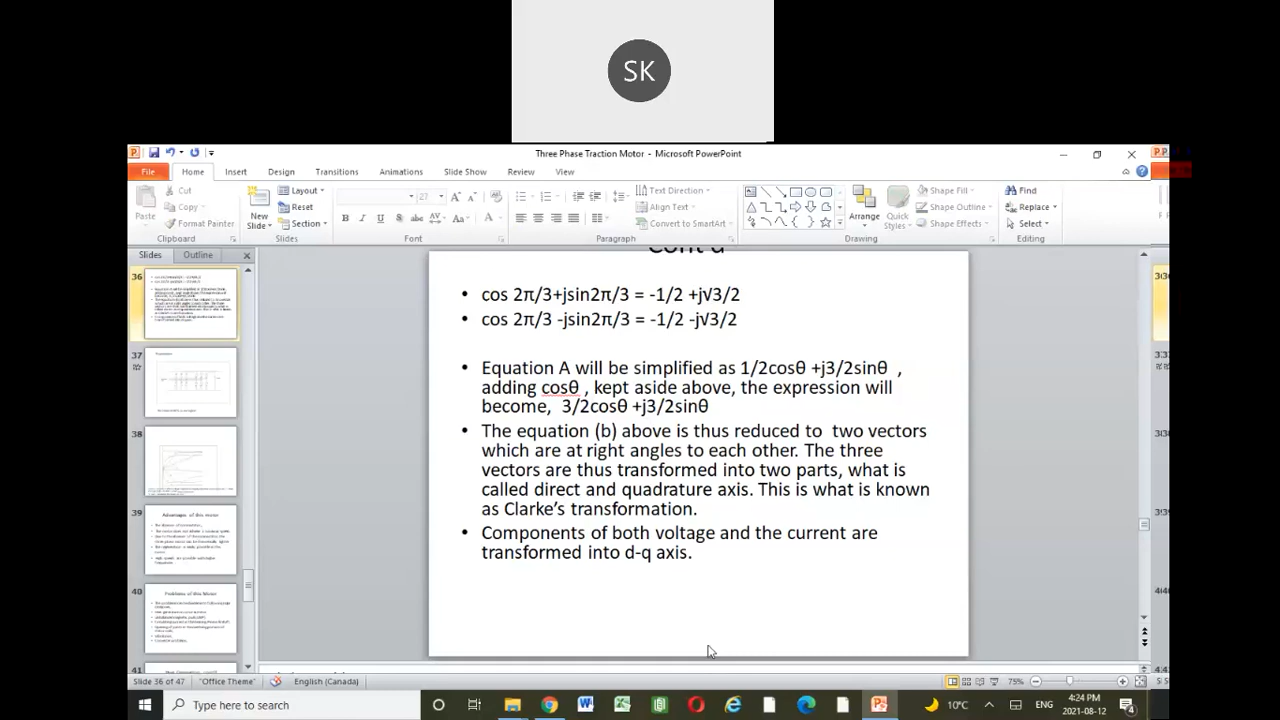 SK
Three Phase Traction Motor - Microsoft PowerPoint
File Home Insert Design Transitions Animations Slide Show Review View
Paste
Cut
Copy
Format Painter
Clipboard
New Slide
Layout
Reset
Section
Slides
27
Font
Text Direction
Align Text
Convert to SmartArt
Paragraph
Arrange
Quick Styles
Shape Fill
Shape Outline
Shape Effects
Drawing
Find
Replace
Select
Editing
Slides Outline
36
37
38
39
Advantages of this motor
40
Problems of this Motor
41
Cont'd
• cos 2π/3+jsin2π/3 = -1/2 +j√3/2
• cos 2π/3 -jsin2π/3 = -1/2 -j√3/2
• Equation A will be simplified as 1/2cosθ +j3/2sinθ ,
adding cosθ , kept aside above, the expression will
become, 3/2cosθ +j3/2sinθ
• The equation (b) above is thus reduced to two vectors
which are at right angles to each other. The three
vectors are thus transformed into two parts, what is
called direct and quadrature axis. This is what is known
as Clarke's transformation.
• Components of both voltage and the current are
transformed into d-q axis.
Slide 36 of 47 "Office Theme" English (Canada) 75%
Type here to search
10°C ENG
4:24 PM
2021-08-12